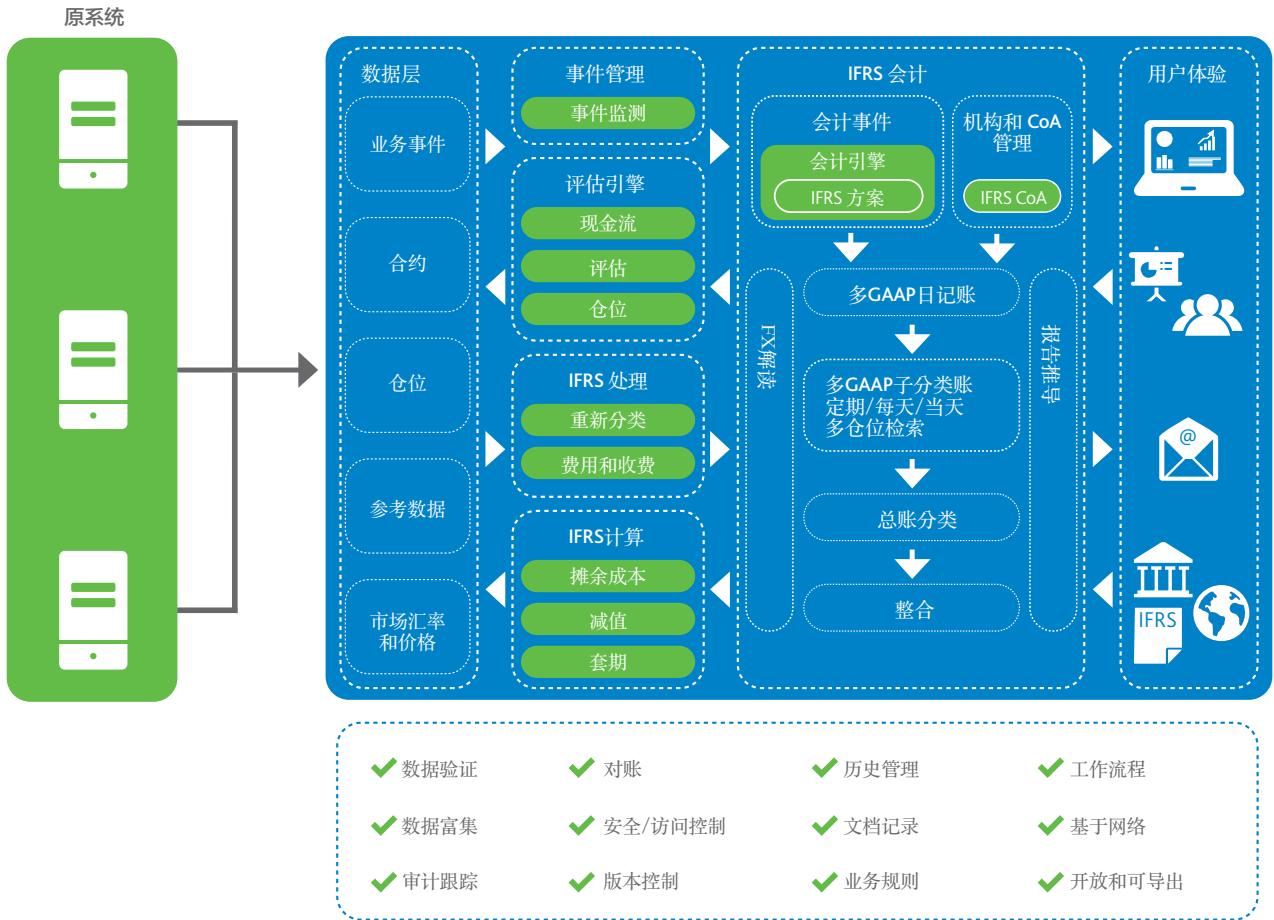 原系统
数据层
业务事件
合约
仓位
参考数据
市场汇率
和价格
事件管理
事件监测
评估引擎
现金流
评估
仓位
IFRS 处理
重新分类
费用和收费
IFRS计算
摊余成本
减值
套期
IFRS 会计
会计事件
会计引擎
IFRS 方案
机构和 CoA
管理
IFRS CoA
FX解读
多GAAP日记账
多GAAP子分类账
定期/每天/当天
多仓位检索
总账分类
整合
报告推导
用户体验
@
IFRS
数据验证
对账
历史管理
工作流程
数据富集
安全/访问控制
文档记录
基于网络
审计跟踪
版本控制
业务规则
开放和可导出